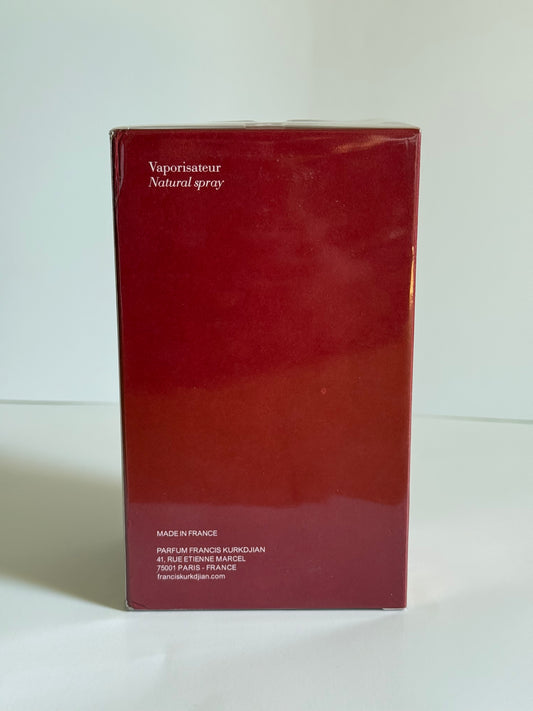 Vaporisateur
Natural spray
MADE IN FRANCE
PARFUM FRANCIS KURKDJIAN
41, RUE ETIENNE MARCEL
75001 PARIS - FRANCE
franciskurkdjian.com